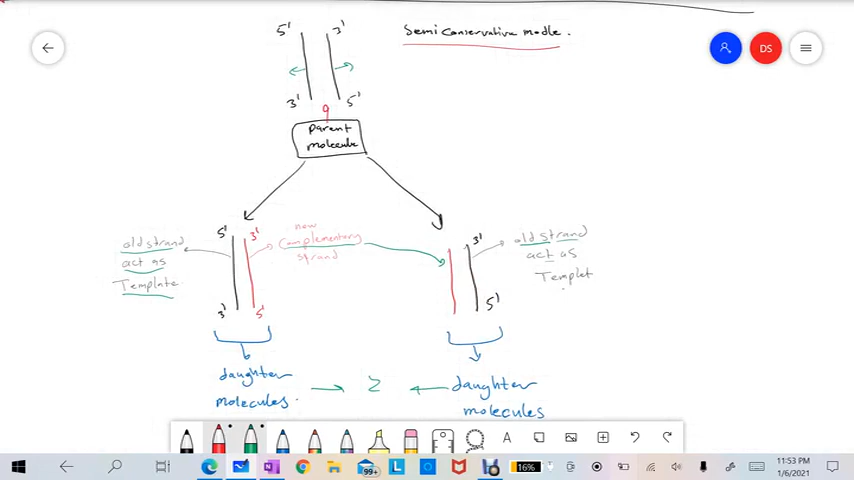 5' 3'
Semi Conservative modle.
3' 5'
Parent
molecule
5' 3'
new
Complementary
strand
old strand
act as
Template
3' 5'
3'
old strand
act as
Templet
5'
daughter
molecules.
2
daughter
molecules
DS
A
99+
L
16%
11:53 PM
1/6/2021